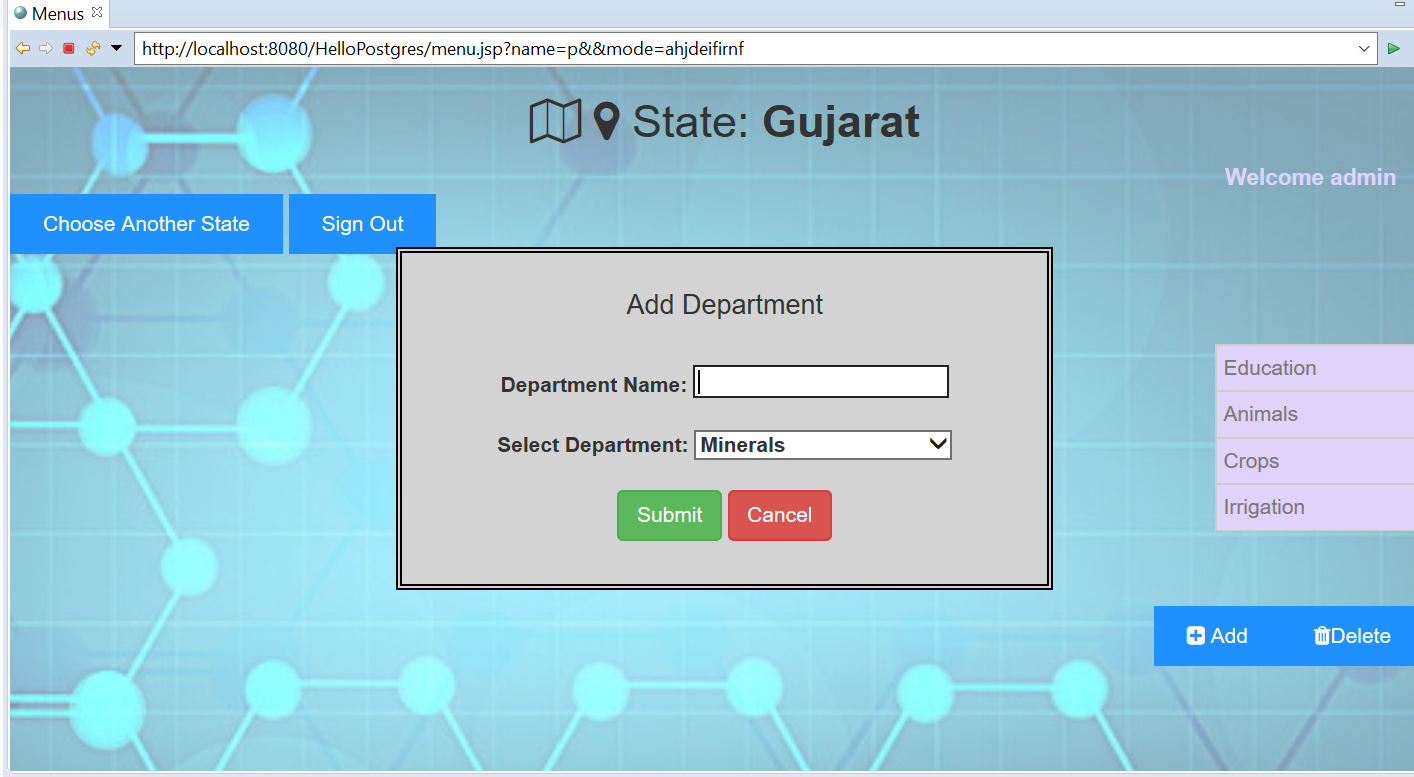 Menus
http://localhost:8080/HelloPostgres/menu.jsp?name=p&&mode=ahjdeifirnf
State: Gujarat
Welcome admin
Choose Another State
Sign Out
Add Department
Department Name:
Select Department: Minerals
Submit
Cancel
Education
Animals
Crops
Irrigation
Add
Delete